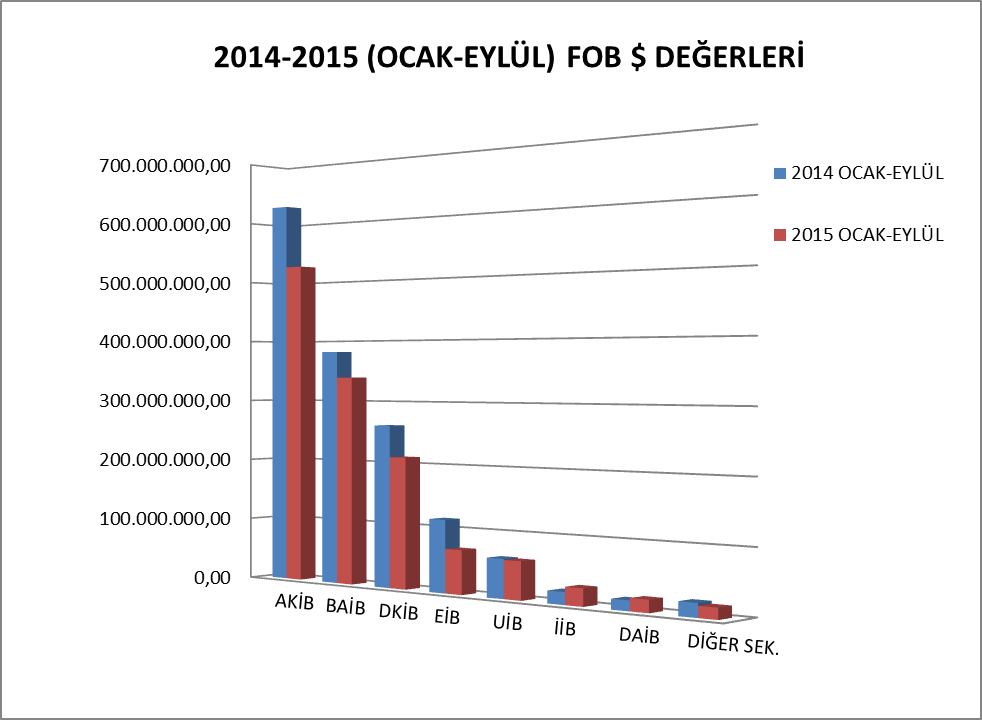 2014-2015 (OCAK-EYLÜL) FOB $ DEĞERLERİ
700.000.000,00
600.000.000,00
500.000.000,00
400.000.000,00
300.000.000,00
200.000.000,00
100.000.000,00
0,00
AKİB
BAİB
DKİB
EİB
UİB
İİB
DAİB
DİĞER SEK.
2014 OCAK-EYLÜL
2015 OCAK-EYLÜL